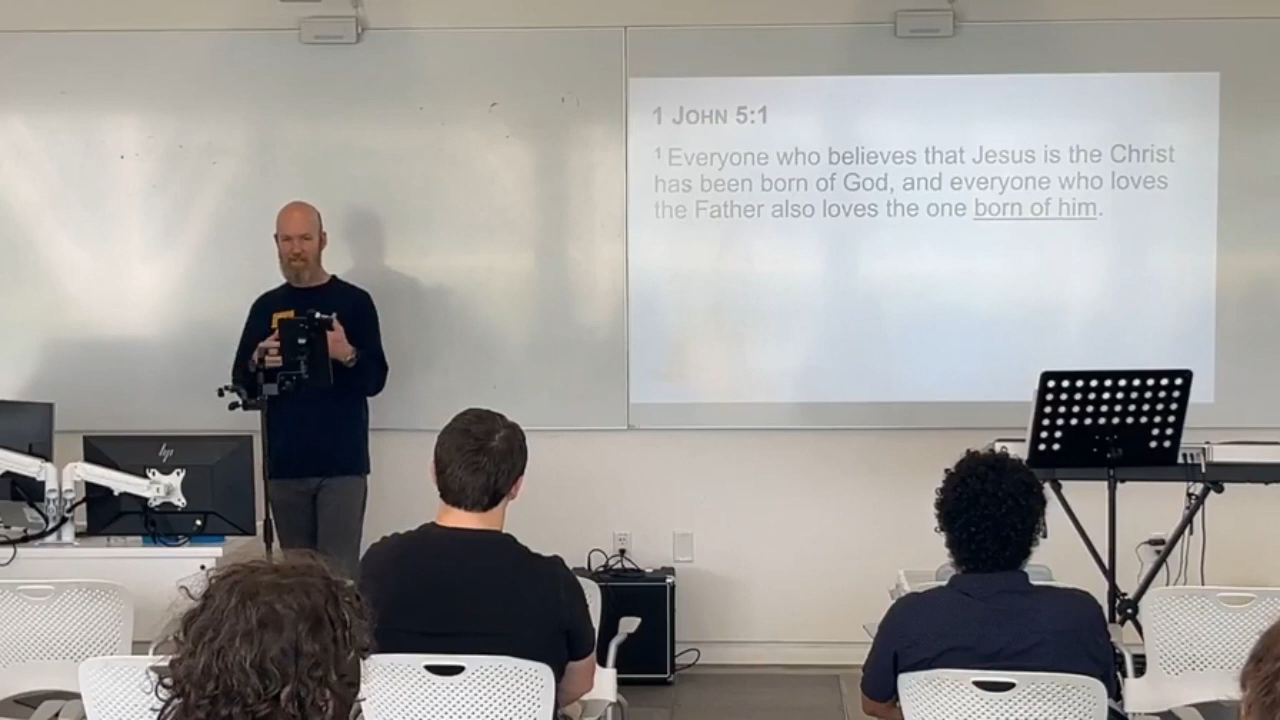 1 JOHN 5:1
1 Everyone who believes that Jesus is the Christ
has been born of God, and everyone who loves
the Father also loves the one born of him.
hp